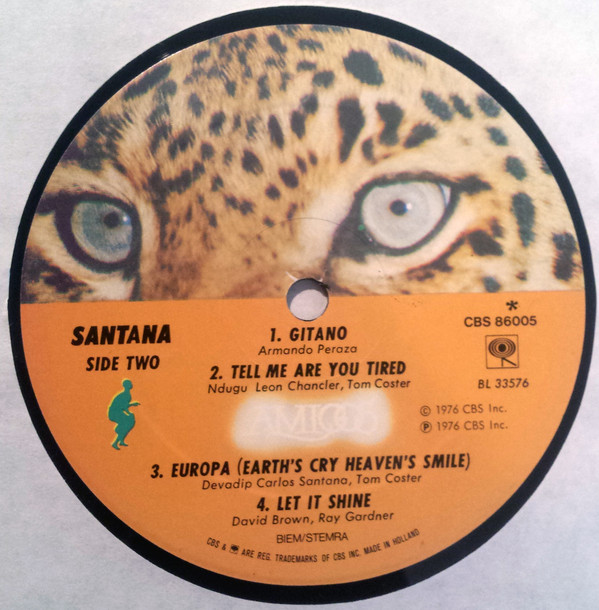 SANTANA
SIDE TWO
1. GITANO
Armando Peraza
2. TELL ME ARE YOU TIRED
Ndugu Leon Chancler, Tom Coster
AMIGOS
*
CBS 86005
BL 33576
© 1976 CBS Inc.
℗ 1976 CBS Inc.
3. EUROPA (EARTH'S CRY HEAVEN'S SMILE)
Devadip Carlos Santana, Tom Coster
4. LET IT SHINE
David Brown, Ray Gardner
BIEM/STEMRA
CBS & ARE REG. TRADEMARKS OF CBS INC. MADE IN HOLLAND